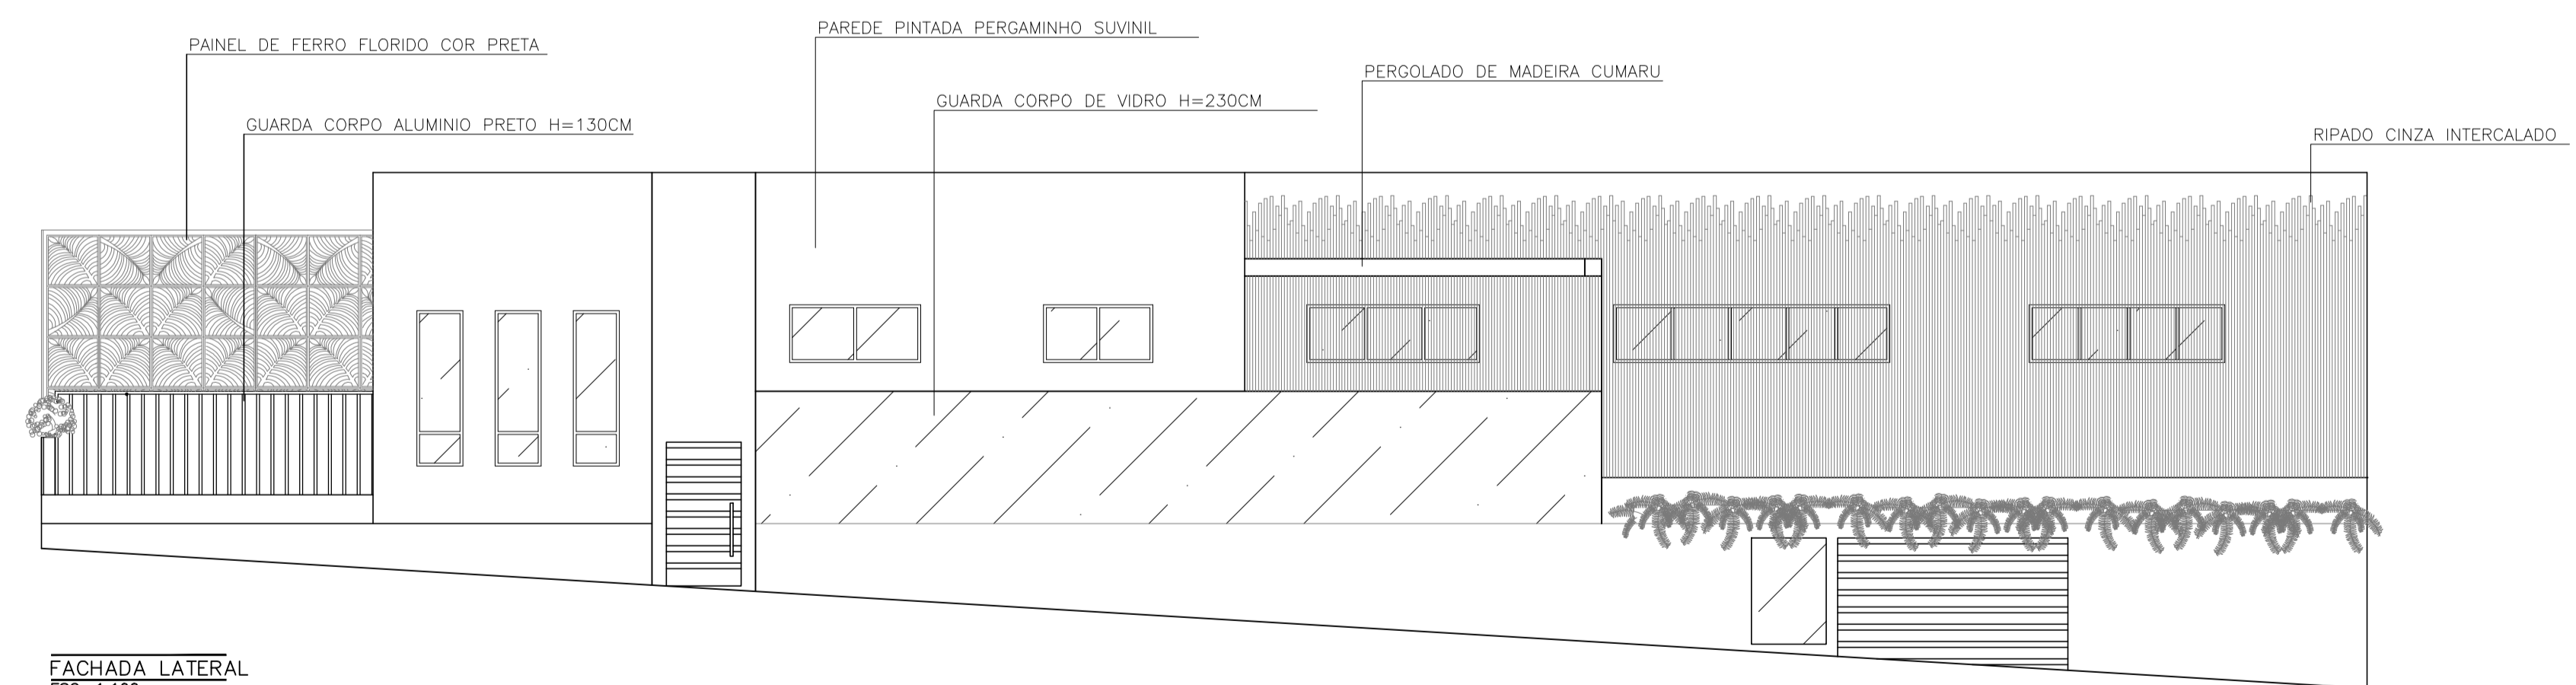 PAREDE PINTADA PERGAMINHO SUVINIL
PAINEL DE FERRO FLORIDO COR PRETA
PERGOLADO DE MADEIRA CUMARU
GUARDA CORPO DE VIDRO H=230CM
GUARDA CORPO ALUMINIO PRETO H=130CM
RIPADO CINZA INTERCALADO
FACHADA LATERAL